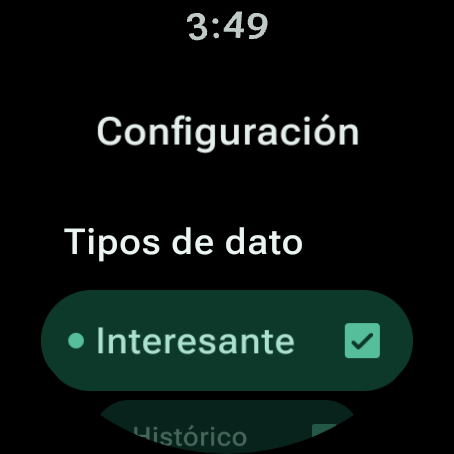 3:49
Configuración
Tipos de dato
Interesante
Histórico